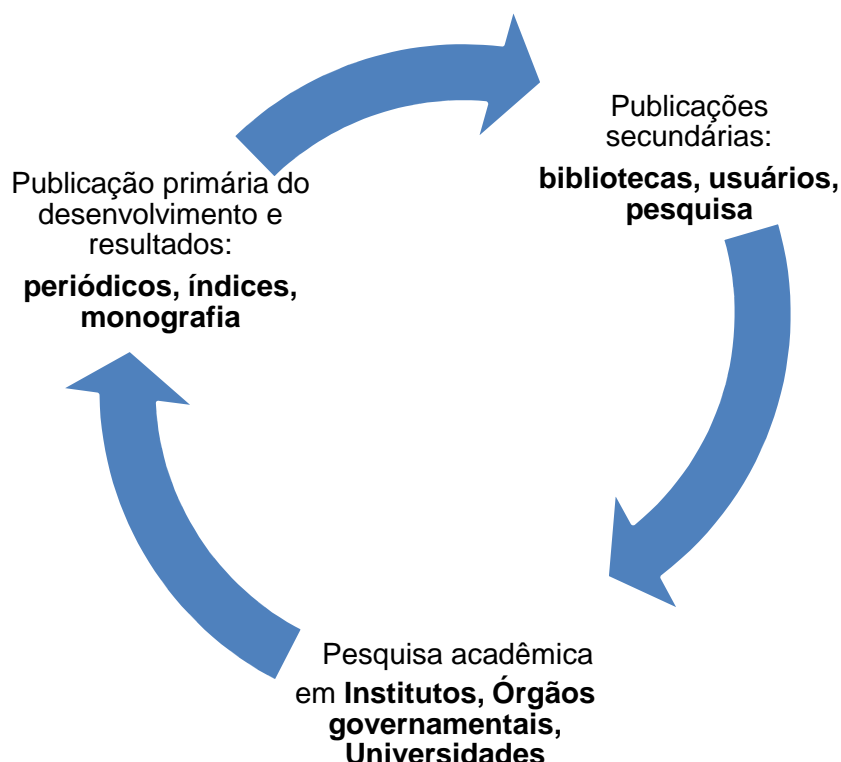 Publicações
secundárias:
bibliotecas, usuários,
pesquisa
Publicação primária do
desenvolvimento e
resultados:
periódicos, índices,
monografia
Pesquisa acadêmica
em Institutos, Órgãos
governamentais,
Universidades